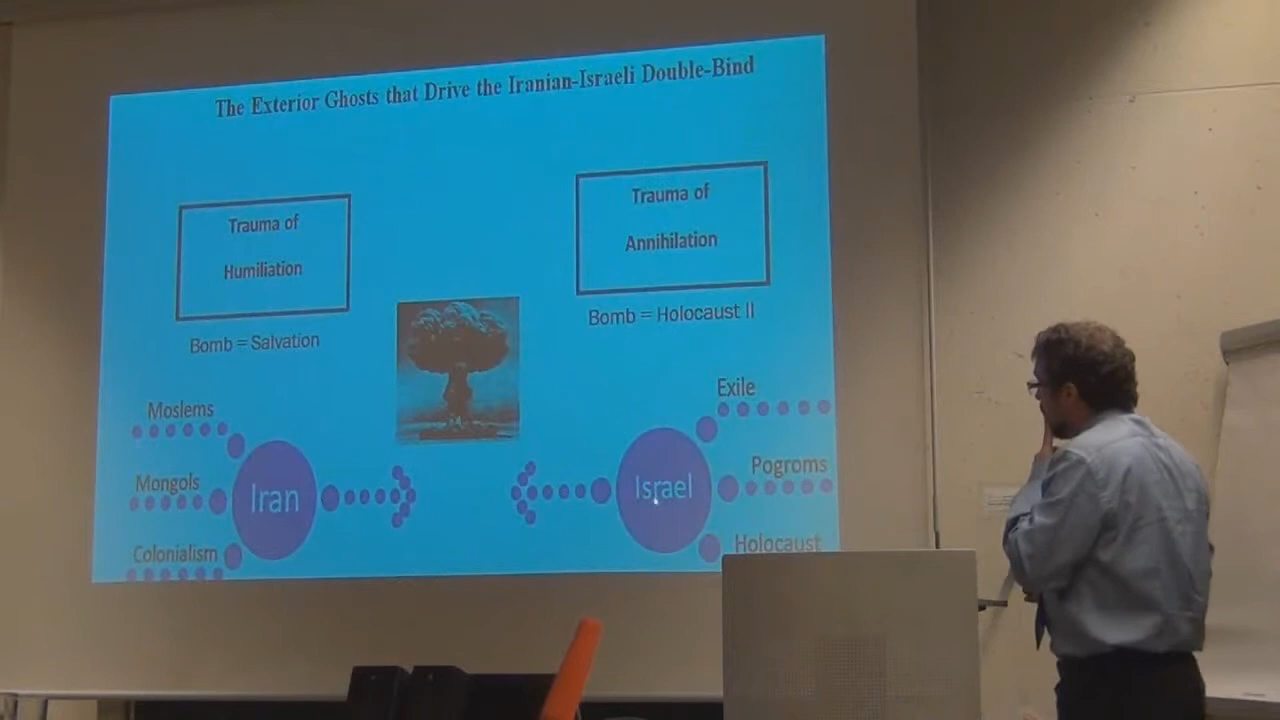 The Exterior Ghosts that Drive the Iranian-Israeli Double-Bind
Trauma of
Humiliation
Bomb = Salvation
Trauma of
Annihilation
Bomb = Holocaust II
Moslems
Mongols
Colonialism
Iran
Israel
Exile
Pogroms
Holocaust